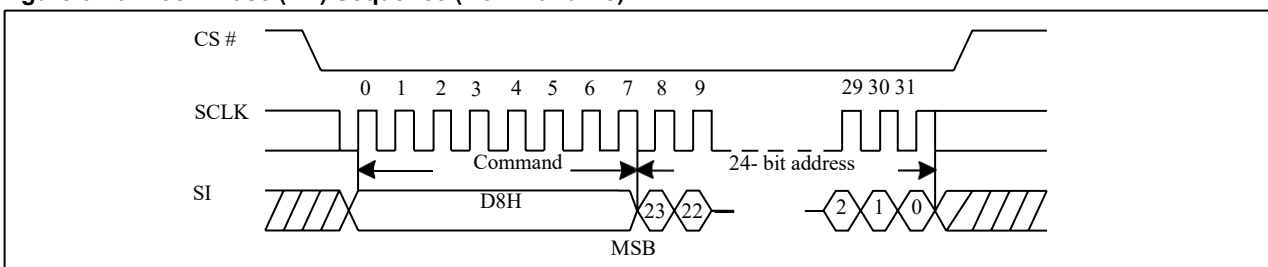 CS #
0 1 2 3 4 5 6 7 8 9 29 30 31
SCLK
Command 24- bit address
SI
D8H 23 22 2 1 0
MSB